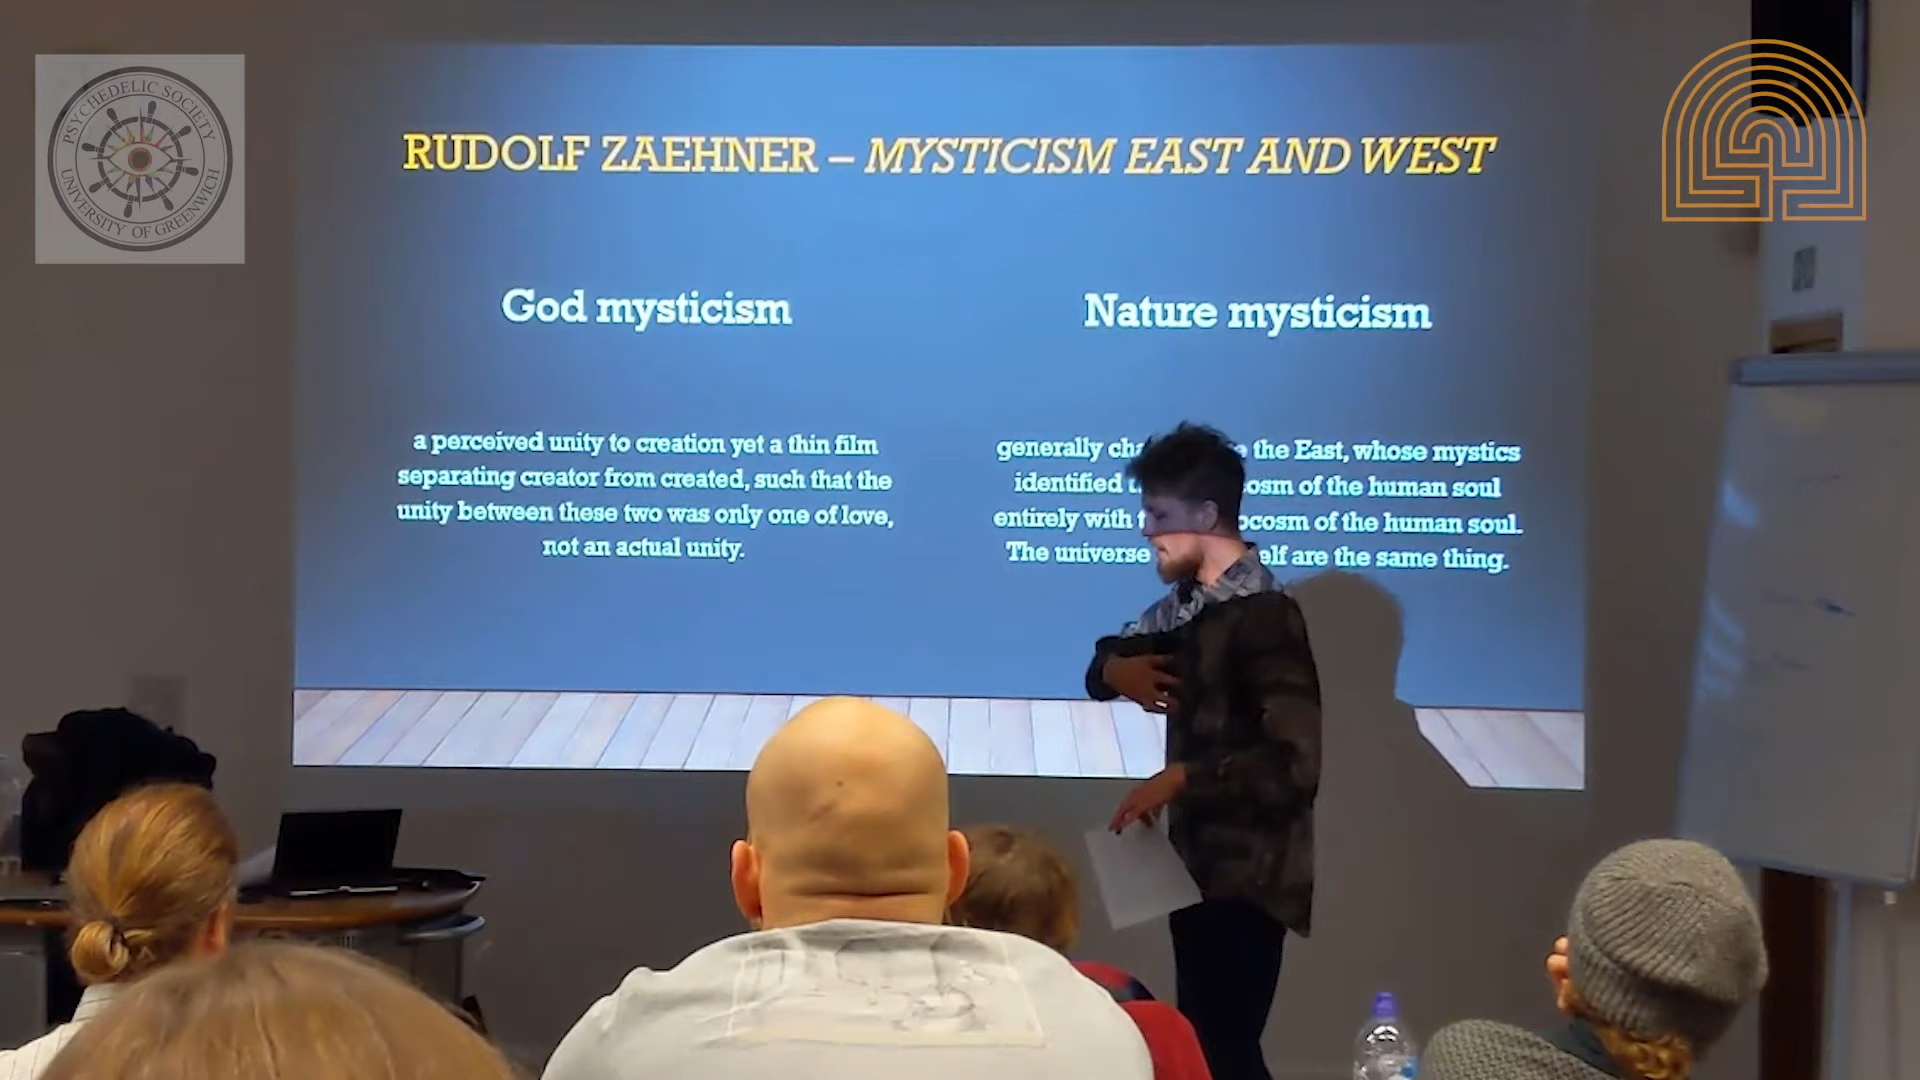 PSYCHEDELIC SOCIETY
UNIVERSITY OF GREENWICH
RUDOLF ZAEHNER – MYSTICISM EAST AND WEST
God mysticism
a perceived unity to creation yet a thin film
separating creator from created, such that the
unity between these two was only one of love,
not an actual unity.
Nature mysticism
generally the East, whose mystics
identified of the human soul
entirely with of the human soul.
The universe are the same thing.